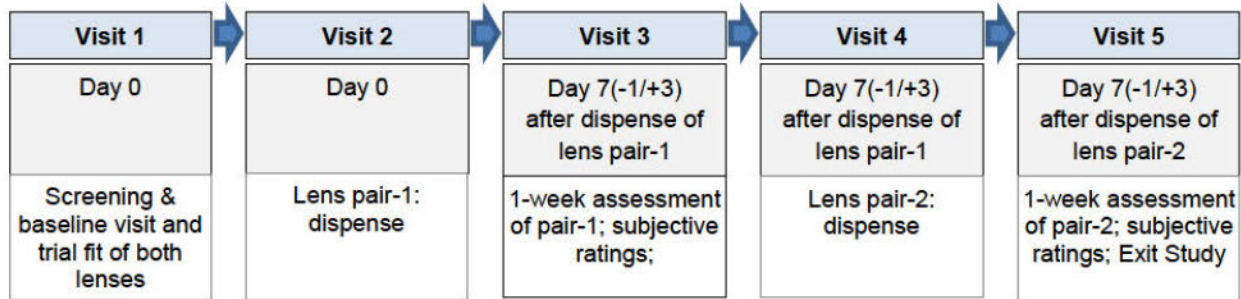 Visit 1
Visit 2
Visit 3
Visit 4
Visit 5
Day 0
Day 0
Day 7(-1/+3)
after dispense of
lens pair-1
Day 7(-1/+3)
after dispense of
lens pair-1
Day 7(-1/+3)
after dispense of
lens pair-2
Screening &
baseline visit and
trial fit of both
lenses
Lens pair-1:
dispense
1-week assessment
of pair-1; subjective
ratings;
Lens pair-2:
dispense
1-week assessment
of pair-2; subjective
ratings; Exit Study